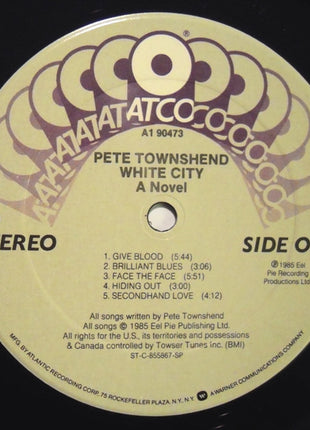 ATATATATCOCOCOCO
®
A1 90473
PETE TOWNSHEND
WHITE CITY
A Novel
EREO
SIDE O
1. GIVE BLOOD (5:44)
2. BRILLIANT BLUES (3:06)
3. FACE THE FACE (5:51)
4. HIDING OUT (3:00)
5. SECONDHAND LOVE (4:12)
℗ 1985 Eel
Pie Recording
Productions Ltd.
All songs written by Pete Townshend
All songs © 1985 Eel Pie Publishing Ltd.
All rights for the U.S., its territories and possessions
& Canada controlled by Towser Tunes Inc. (BMI)
ST-C-855867-SP
MFG. BY ATLANTIC RECORDING CORP. 75 ROCKEFELLER PLAZA, N.Y. N.Y. A WARNER COMMUNICATIONS COMPANY